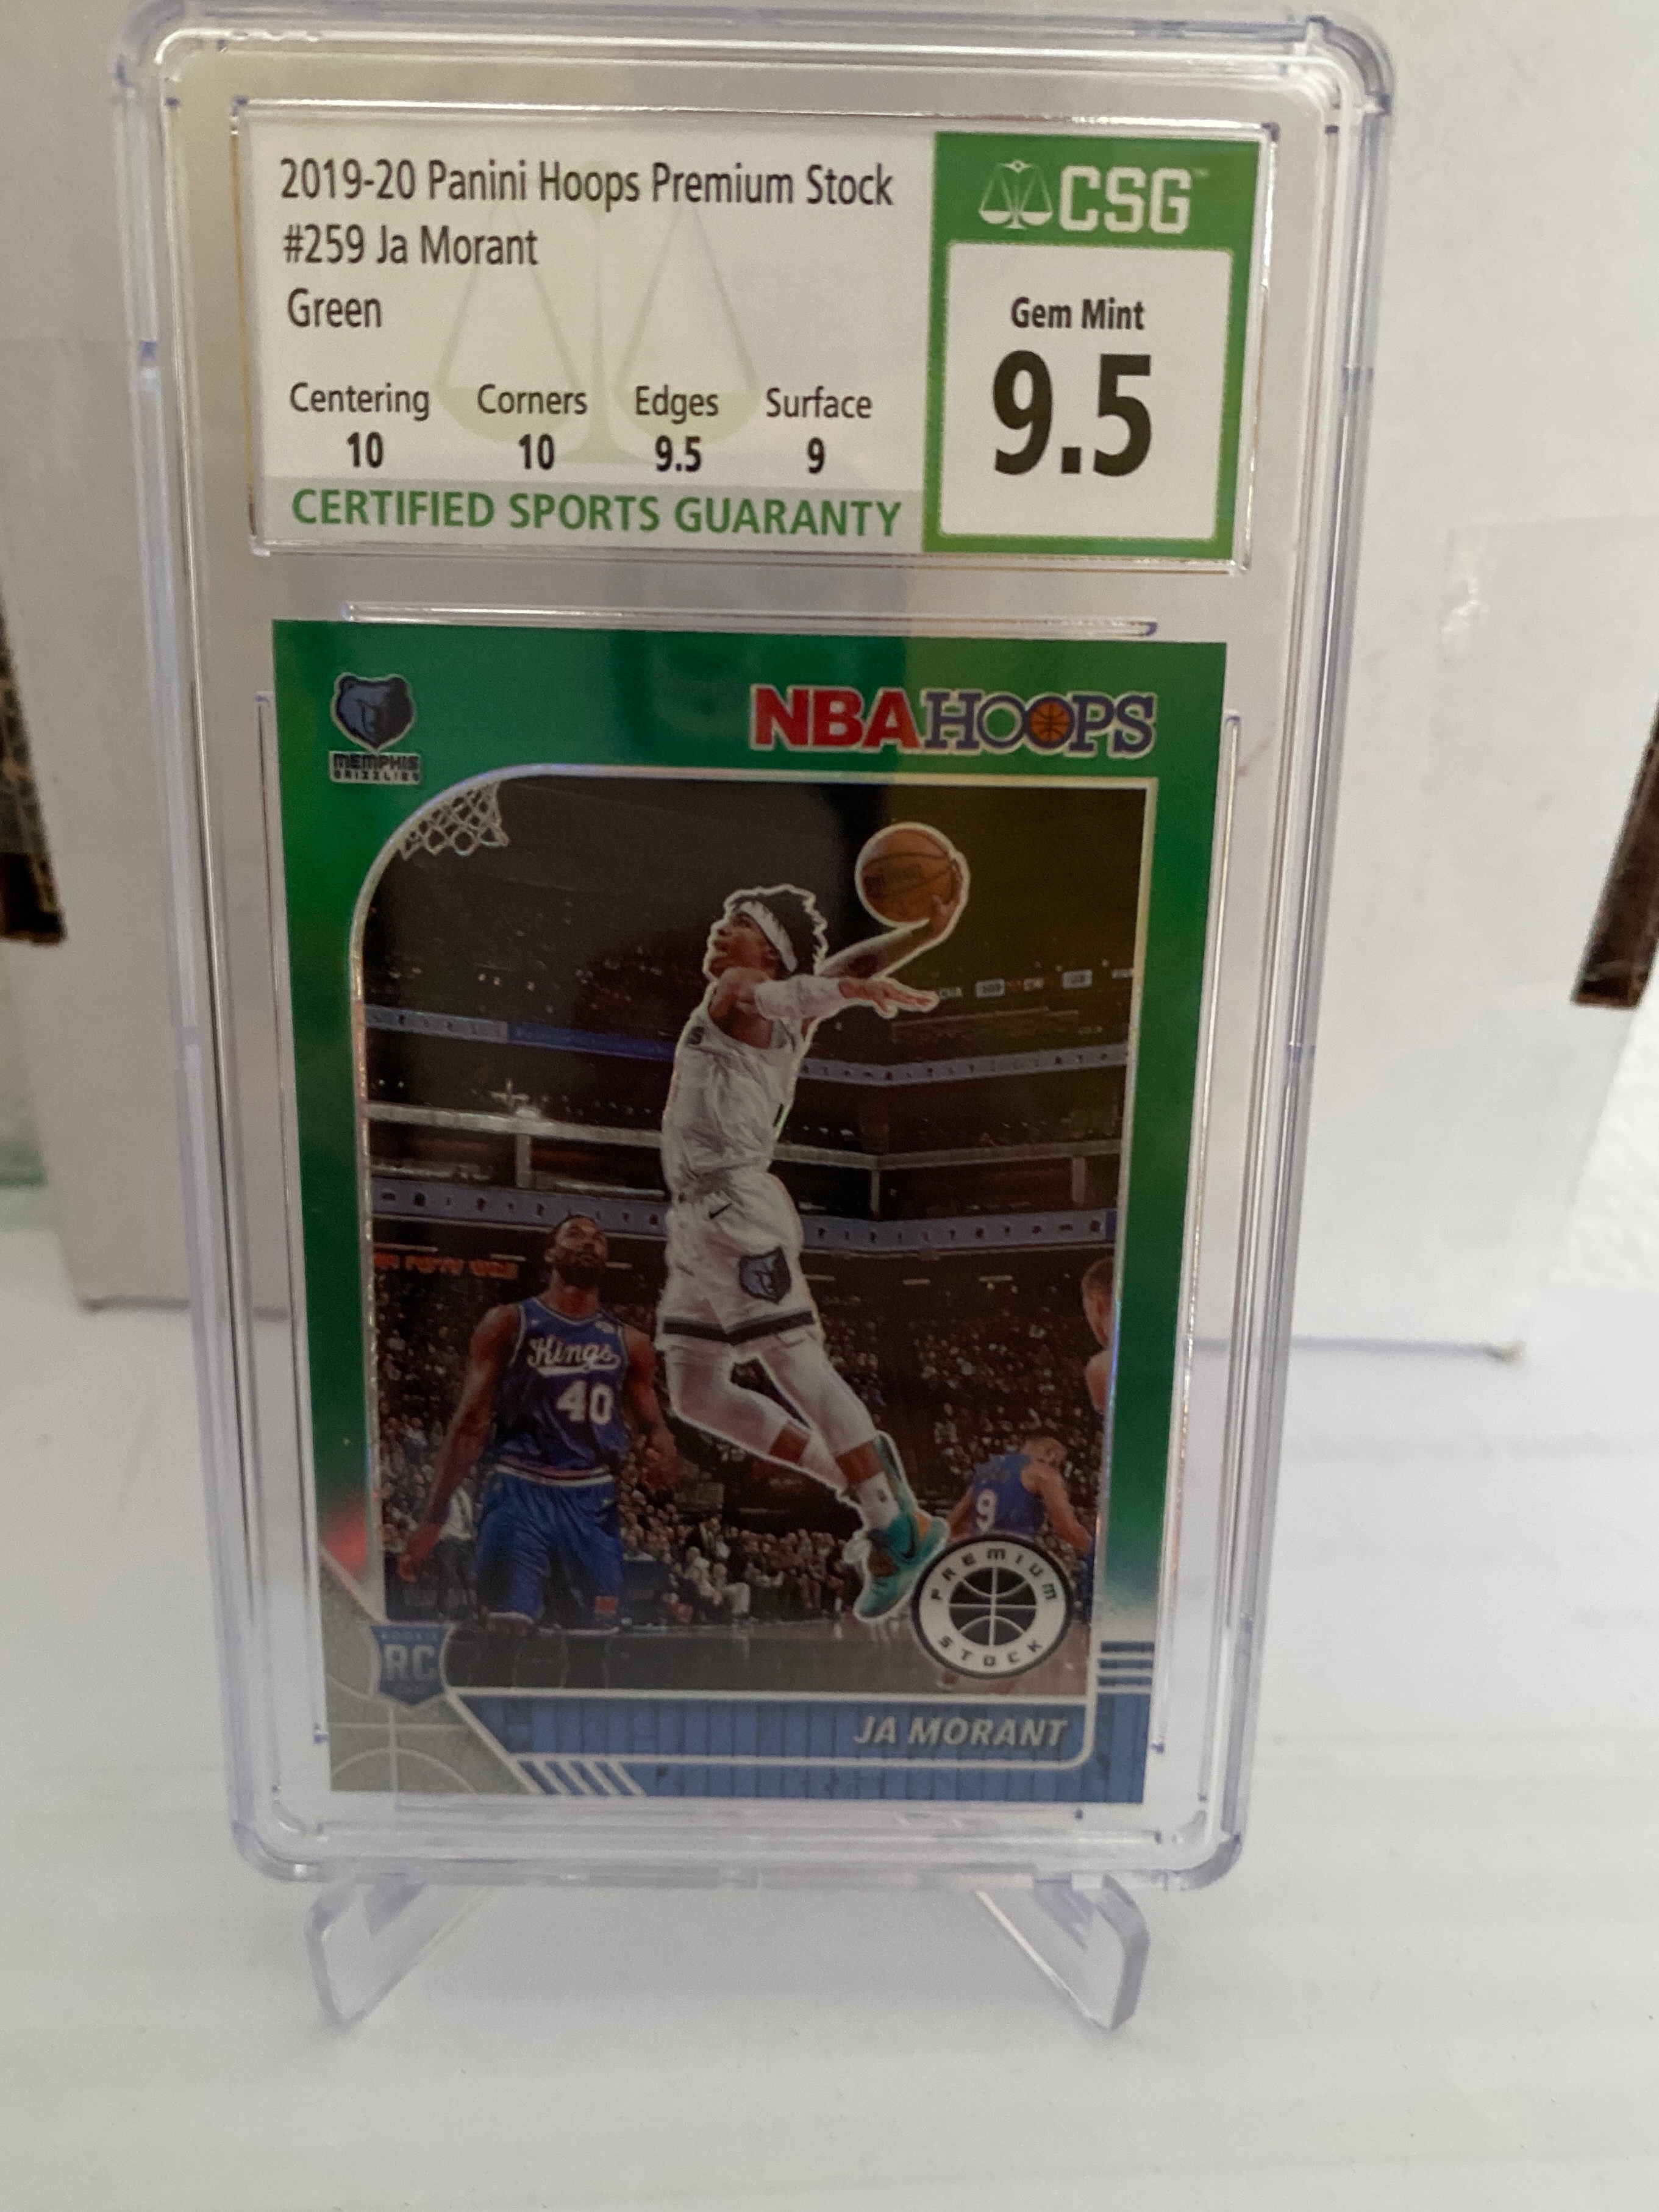 2019-20 Panini Hoops Premium Stock
#259 Ja Morant
Green
Centering Corners Edges Surface
10 10 9.5 9
CERTIFIED SPORTS GUARANTY
CSG™
Gem Mint
9.5
MEMPHIS
GRIZZLIES
NBA HOOPS
Kings
40
9
PREMIUM
STOCK
ROOKIE
RC
JA MORANT